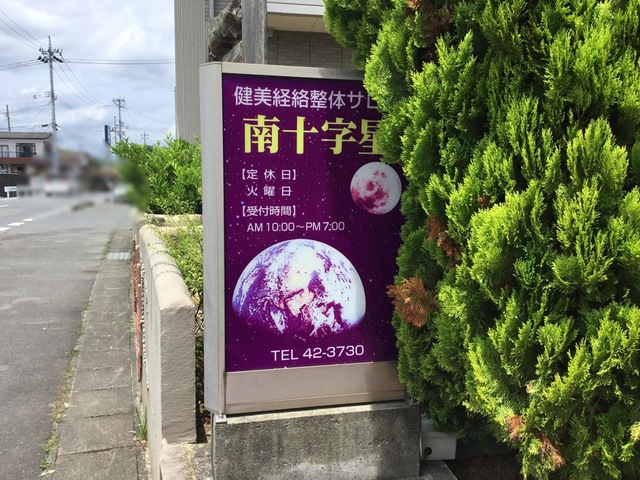 健美経絡整体サロ
南十字星
【定休日】
火曜日
【受付時間】
AM 10:00〜PM 7:00
TEL 42-3730